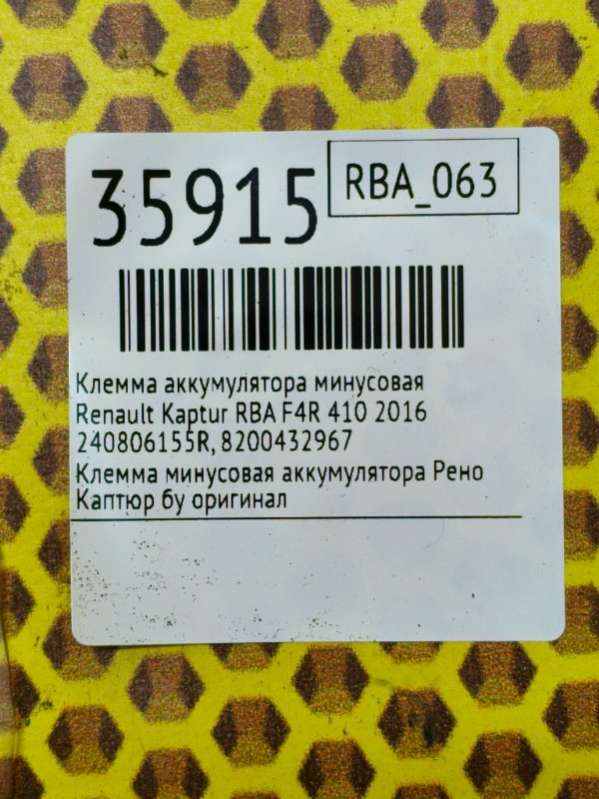 35915
RBA_063
Клемма аккумулятора минусовая
Renault Kaptur RBA F4R 410 2016
240806155R, 8200432967
Клемма минусовая аккумулятора Рено
Каптюр бу оригинал